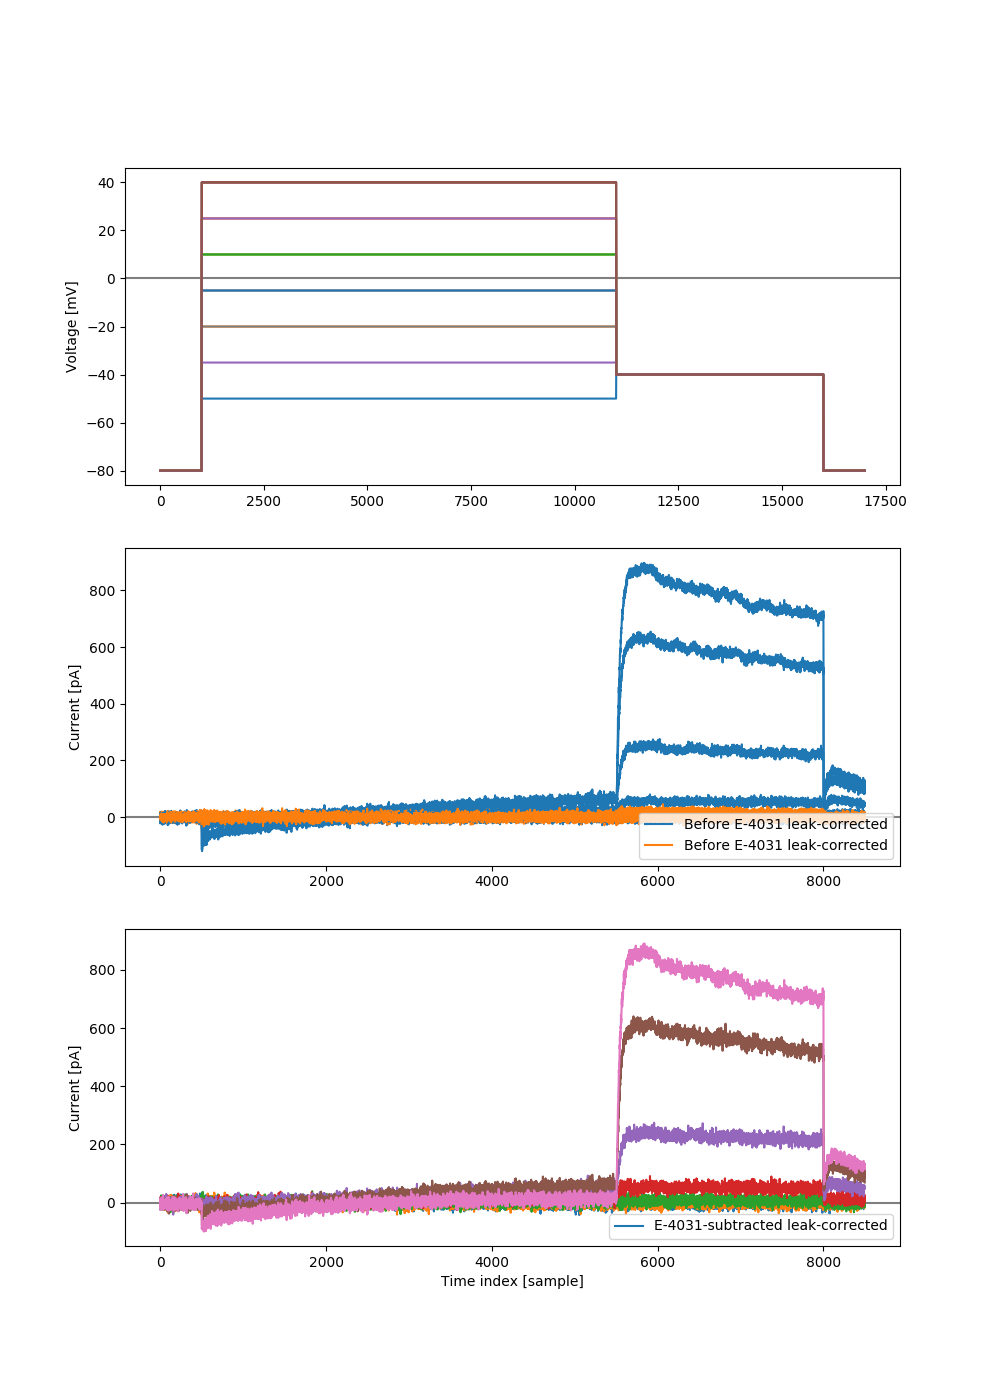 40
20
0
−20
−40
−60
−80
Voltage [mV]
0 2500 5000 7500 10000 12500 15000 17500
800
600
400
200
0
Current [pA]
Before E-4031 leak-corrected
Before E-4031 leak-corrected
0 2000 4000 6000 8000
800
600
400
200
0
Current [pA]
E-4031-subtracted leak-corrected
0 2000 4000 6000 8000
Time index [sample]